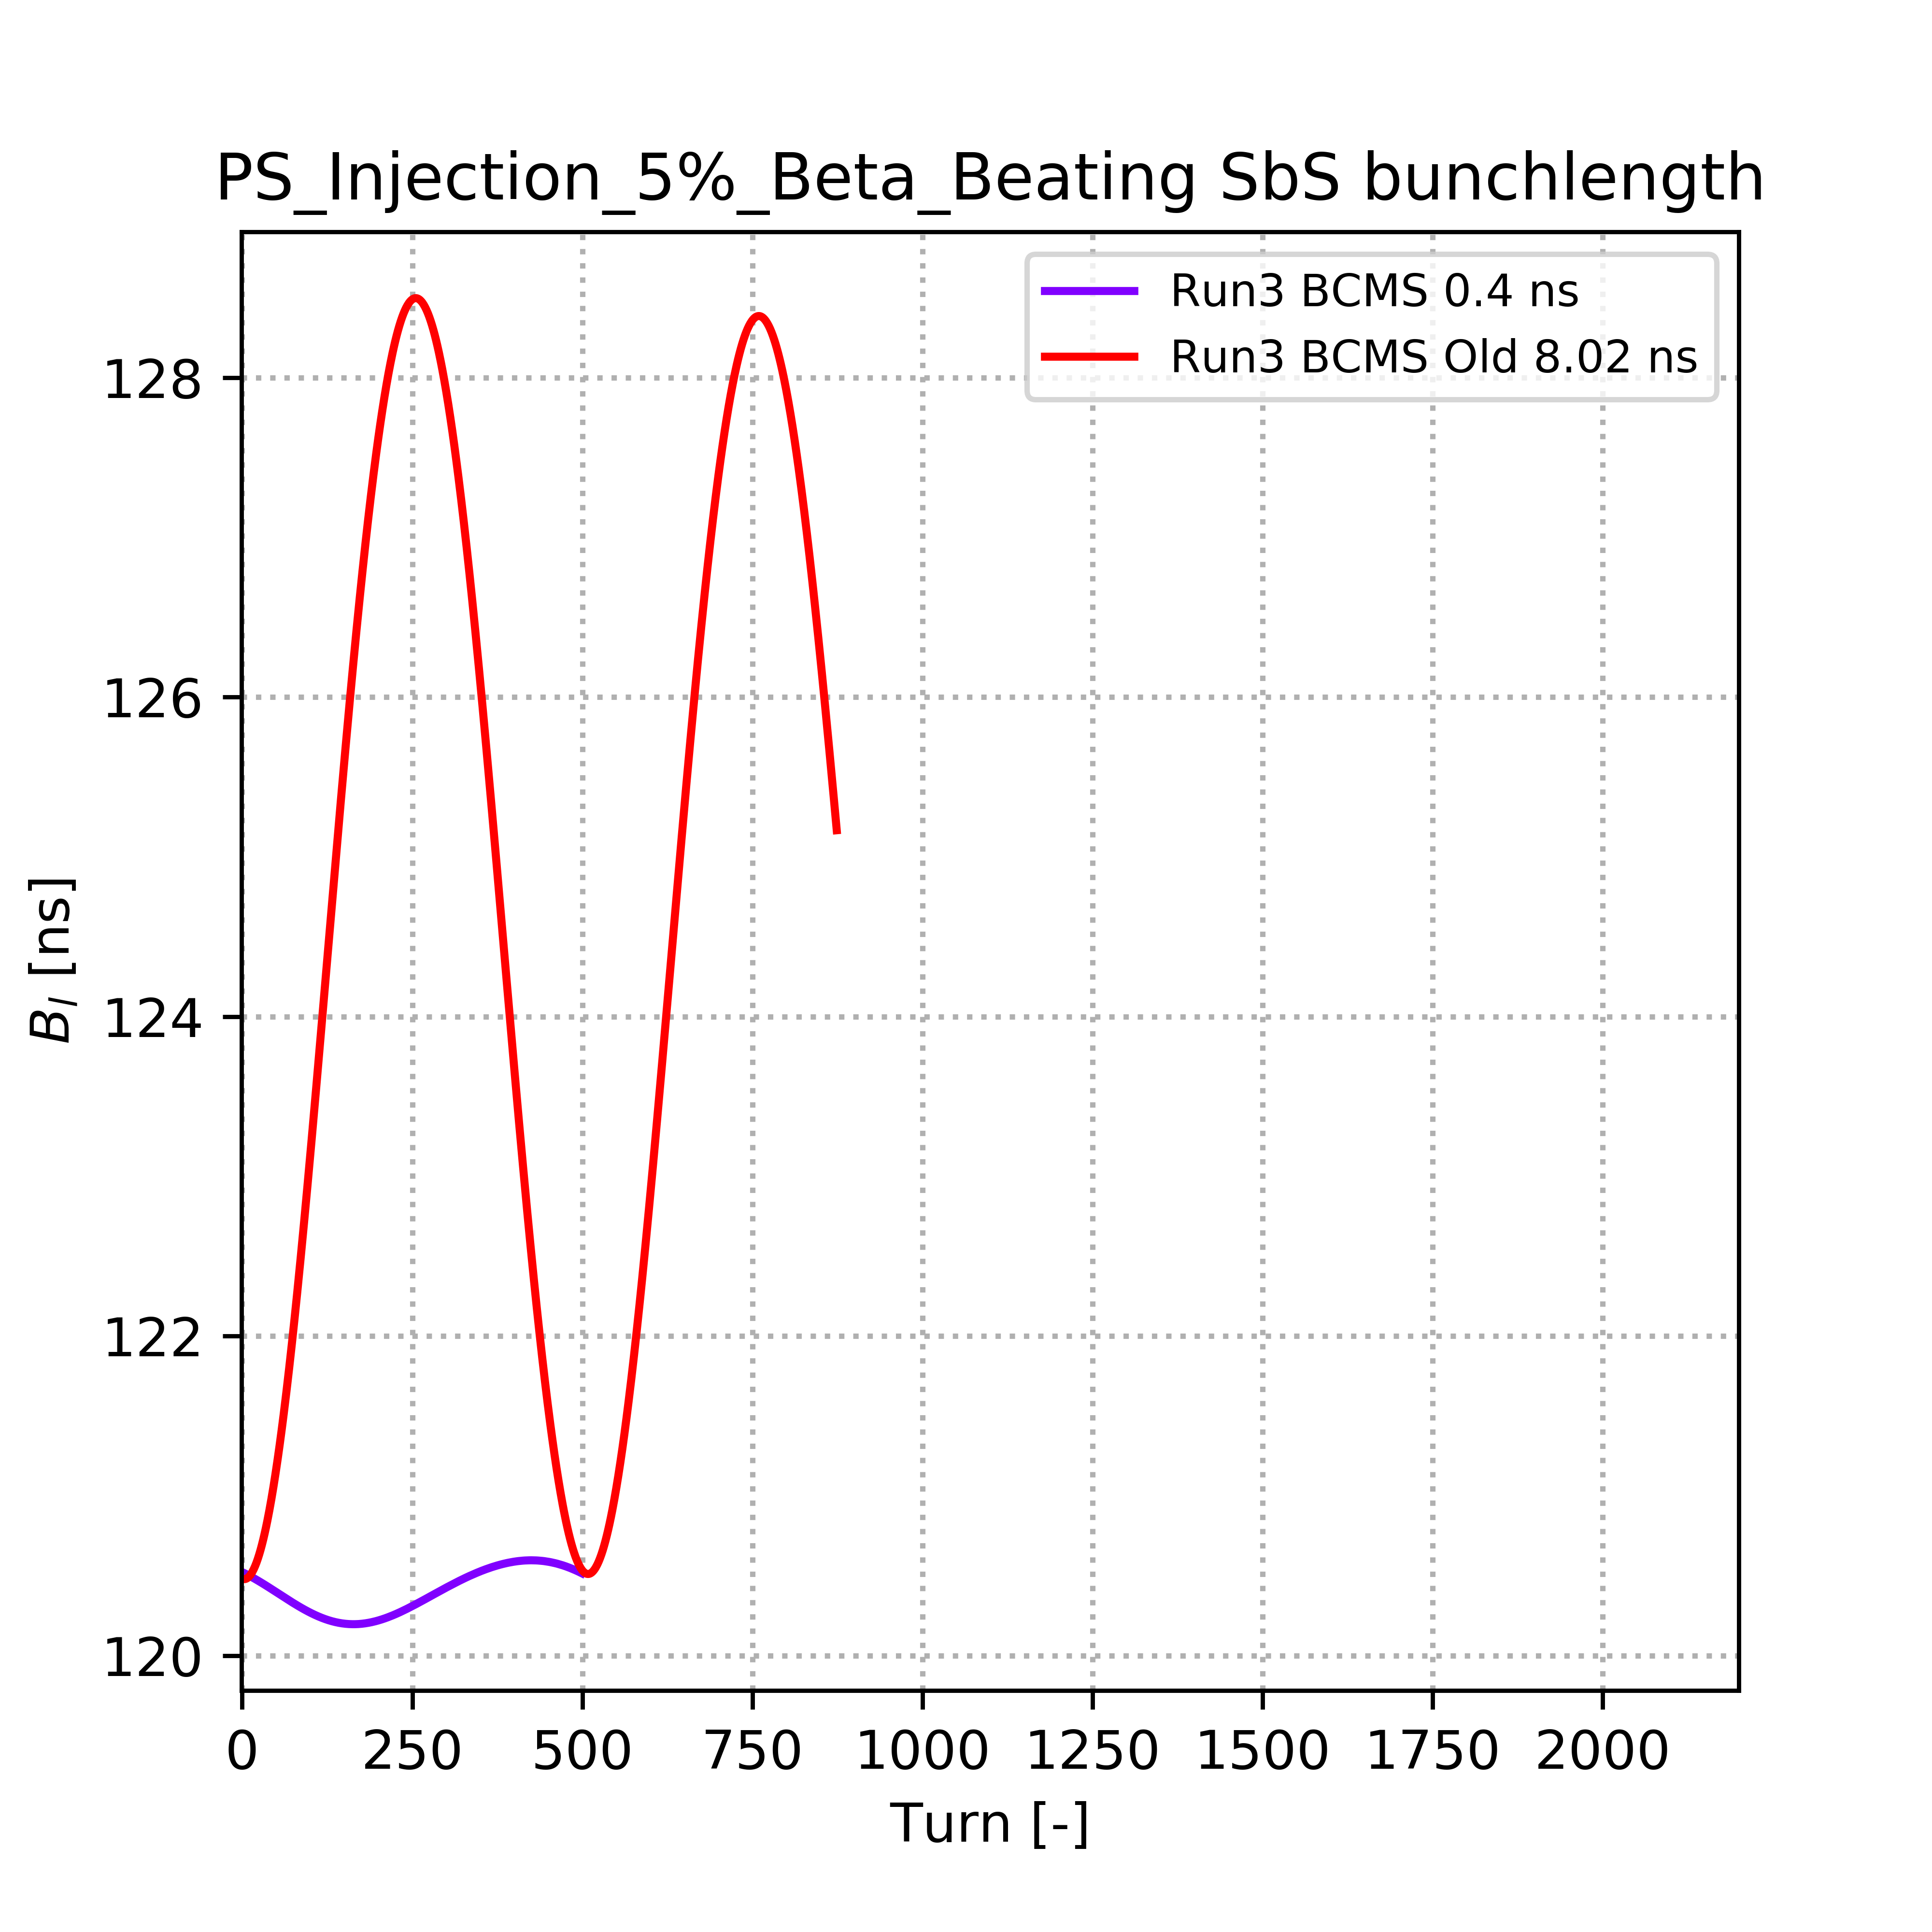 PS_Injection_5%_Beta_Beating SbS bunchlength
Run3 BCMS 0.4 ns
Run3 BCMS Old 8.02 ns
128
126
124
122
120
B_l [ns]
0 250 500 750 1000 1250 1500 1750 2000
Turn [-]